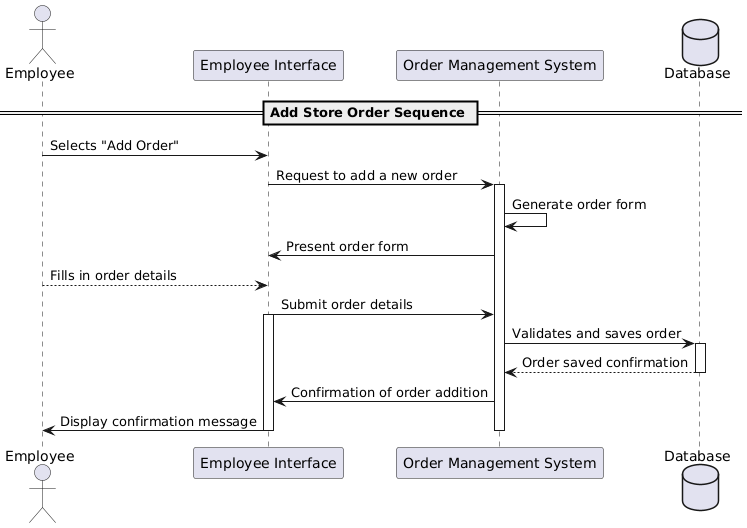 Employee
Employee Interface
Order Management System
Database
Add Store Order Sequence
Selects "Add Order"
Request to add a new order
Generate order form
Present order form
Fills in order details
Submit order details
Validates and saves order
Order saved confirmation
Confirmation of order addition
Display confirmation message
Employee
Employee Interface
Order Management System
Database